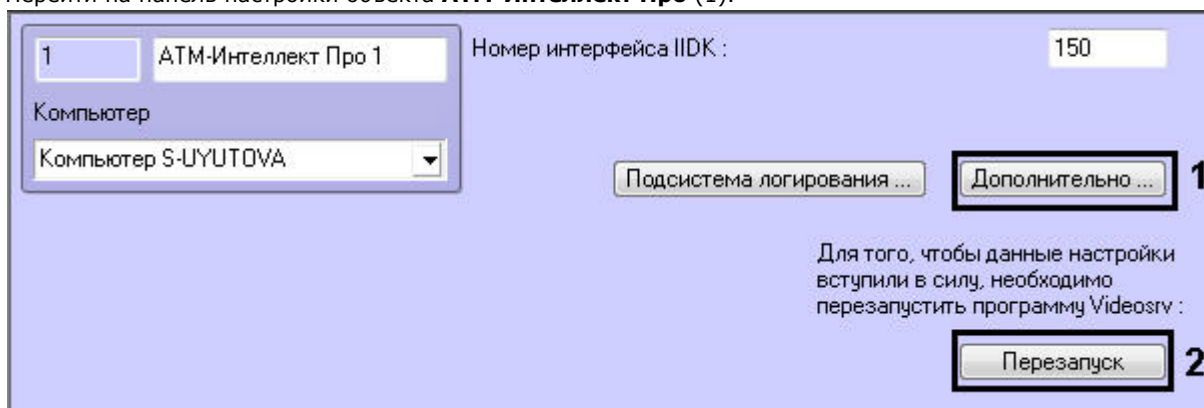 Перейти на панель настройки объекта АТМ-Интеллект Про (1).
1 АТМ-Интеллект Про 1
Номер интерфейса IIDK : 150
Компьютер
Компьютер S-UYUTOVA
Подсистема логирования ... Дополнительно ... 1
Для того, чтобы данные настройки
вступили в силу, необходимо
перезапустить программу Videosrv :
Перезапуск 2